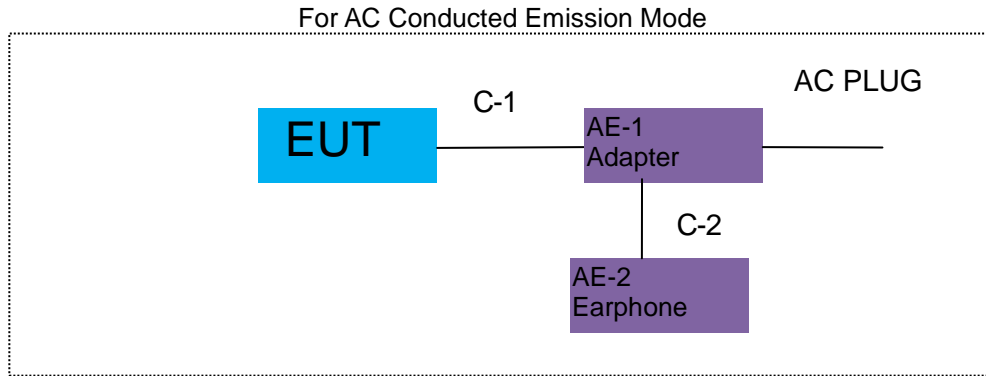 For AC Conducted Emission Mode
AC PLUG
C-1
EUT
AE-1
Adapter
C-2
AE-2
Earphone